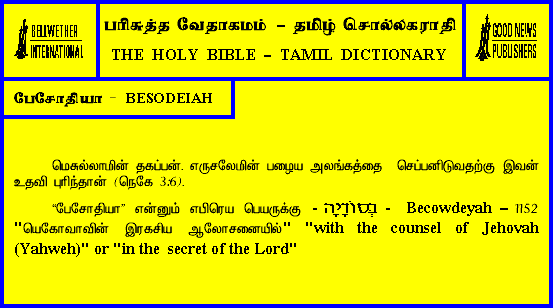 BELLWETHER
INTERNATIONAL
பரிசுத்த வேதாகமம் – தமிழ் சொல்லகராதி
THE HOLY BIBLE – TAMIL DICTIONARY
GOOD NEWS
PUBLISHERS
பேசோதியா - BESODEIAH
மெசுல்லாமின் தகப்பன். எருசலேமின் பழைய அலங்கத்தை செப்பனிடுவதற்கு இவன்
உதவி புரிந்தான் (நெகே 3:6).
“பேசோதியா” என்னும் எபிரெய பெயருக்கு - בְּסוֹדְיָה - Becowdeyah – 1152
"யெகோவாவின் இரகசிய ஆலோசனையில்" "with the counsel of Jehovah
(Yahweh)" or "in the secret of the Lord"